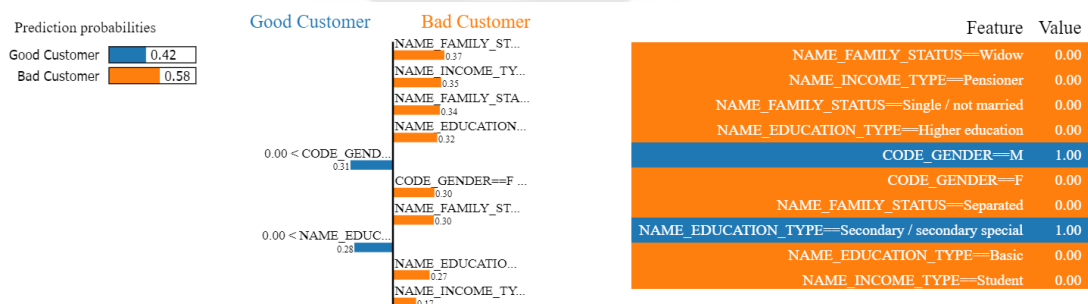 Prediction probabilities
Good Customer 0.42
Bad Customer 0.58
Good Customer Bad Customer
NAME_FAMILY_ST...
0.37
NAME_INCOME_TY...
0.35
NAME_FAMILY_STA...
0.34
NAME_EDUCATION...
0.32
0.00 < CODE_GEND...
0.31
CODE_GENDER==F ...
0.30
NAME_FAMILY_ST...
0.30
0.00 < NAME_EDUC...
0.28
NAME_EDUCATIO...
0.27
NAME_INCOME_TY...
0.17
Feature Value
NAME_FAMILY_STATUS==Widow 0.00
NAME_INCOME_TYPE==Pensioner 0.00
NAME_FAMILY_STATUS==Single / not married 0.00
NAME_EDUCATION_TYPE==Higher education 0.00
CODE_GENDER==M 1.00
CODE_GENDER==F 0.00
NAME_FAMILY_STATUS==Separated 0.00
NAME_EDUCATION_TYPE==Secondary / secondary special 1.00
NAME_EDUCATION_TYPE==Basic 0.00
NAME_INCOME_TYPE==Student 0.00